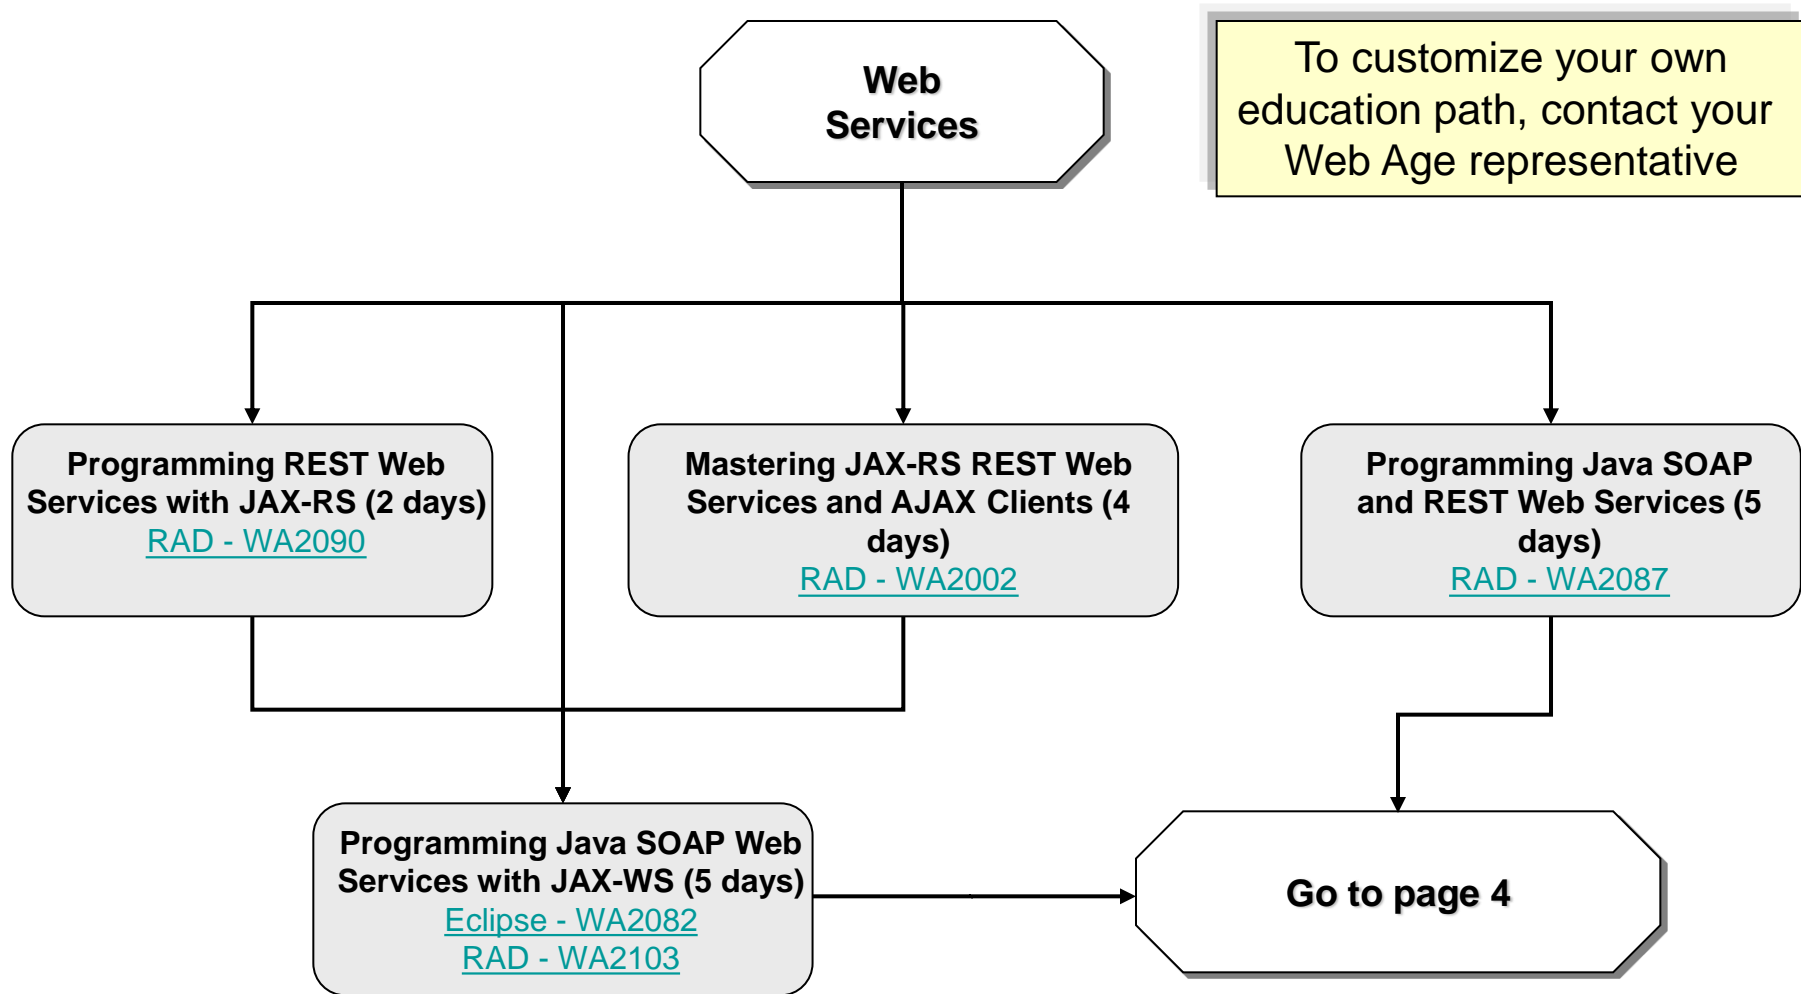 Web
Services
To customize your own
education path, contact your
Web Age representative
Programming REST Web
Services with JAX-RS (2 days)
RAD - WA2090
Mastering JAX-RS REST Web
Services and AJAX Clients (4
days)
RAD - WA2002
Programming Java SOAP
and REST Web Services (5
days)
RAD - WA2087
Programming Java SOAP Web
Services with JAX-WS (5 days)
Eclipse - WA2082
RAD - WA2103
Go to page 4